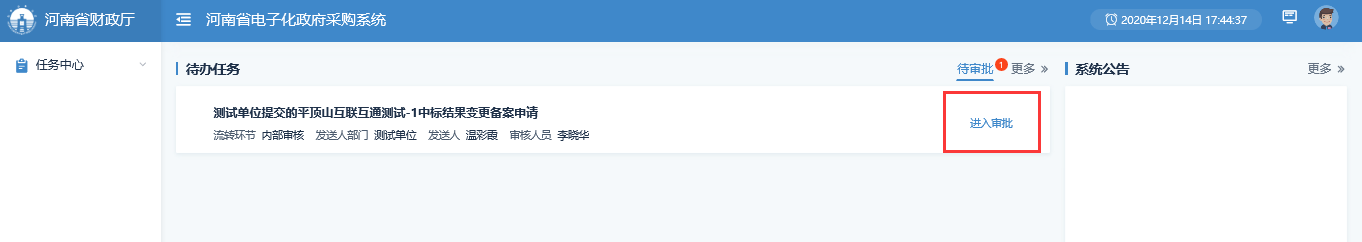 河南省财政厅
河南省电子化政府采购系统
2020年12月14日 17:44:37
任务中心
待办任务
待审批 1 更多 »
系统公告
更多 »
测试单位提交的平顶山互联互通测试-1中标结果变更备案申请
流转环节 内部审核 发送人部门 测试单位 发送人 温彩霞 审核人员 李晓华
进入审批